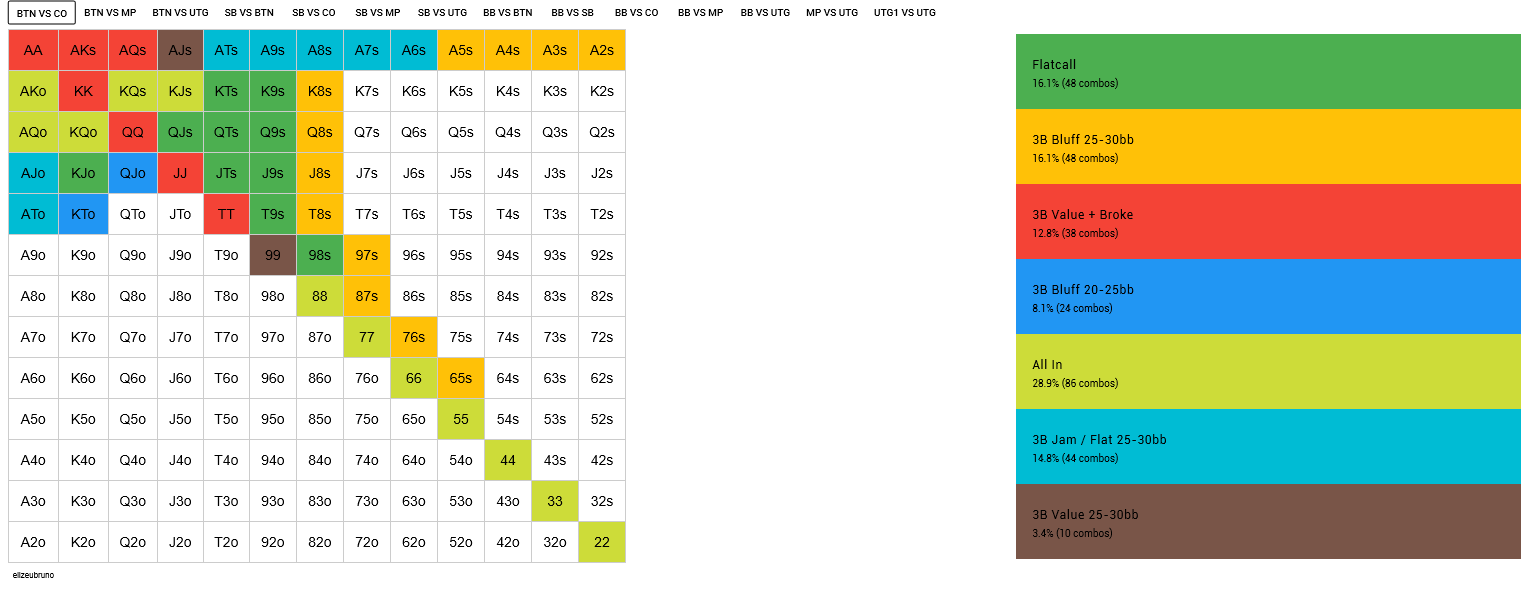 BTN VS CO BTN VS MP BTN VS UTG SB VS BTN SB VS CO SB VS MP SB VS UTG BB VS BTN BB VS SB BB VS CO BB VS MP BB VS UTG MP VS UTG UTG1 VS UTG
AA AKs AQs AJs ATs A9s A8s A7s A6s A5s A4s A3s A2s
AKo KK KQs KJs KTs K9s K8s K7s K6s K5s K4s K3s K2s
AQo KQo QQ QJs QTs Q9s Q8s Q7s Q6s Q5s Q4s Q3s Q2s
AJo KJo QJo JJ JTs J9s J8s J7s J6s J5s J4s J3s J2s
ATo KTo QTo JTo TT T9s T8s T7s T6s T5s T4s T3s T2s
A9o K9o Q9o J9o T9o 99 98s 97s 96s 95s 94s 93s 92s
A8o K8o Q8o J8o T8o 98o 88 87s 86s 85s 84s 83s 82s
A7o K7o Q7o J7o T7o 97o 87o 77 76s 75s 74s 73s 72s
A6o K6o Q6o J6o T6o 96o 86o 76o 66 65s 64s 63s 62s
A5o K5o Q5o J5o T5o 95o 85o 75o 65o 55 54s 53s 52s
A4o K4o Q4o J4o T4o 94o 84o 74o 64o 54o 44 43s 42s
A3o K3o Q3o J3o T3o 93o 83o 73o 63o 53o 43o 33 32s
A2o K2o Q2o J2o T2o 92o 82o 72o 62o 52o 42o 32o 22
elizeubruno
Flatcall
16.1% (48 combos)
3B Bluff 25-30bb
16.1% (48 combos)
3B Value + Broke
12.8% (38 combos)
3B Bluff 20-25bb
8.1% (24 combos)
All In
28.9% (86 combos)
3B Jam / Flat 25-30bb
14.8% (44 combos)
3B Value 25-30bb
3.4% (10 combos)